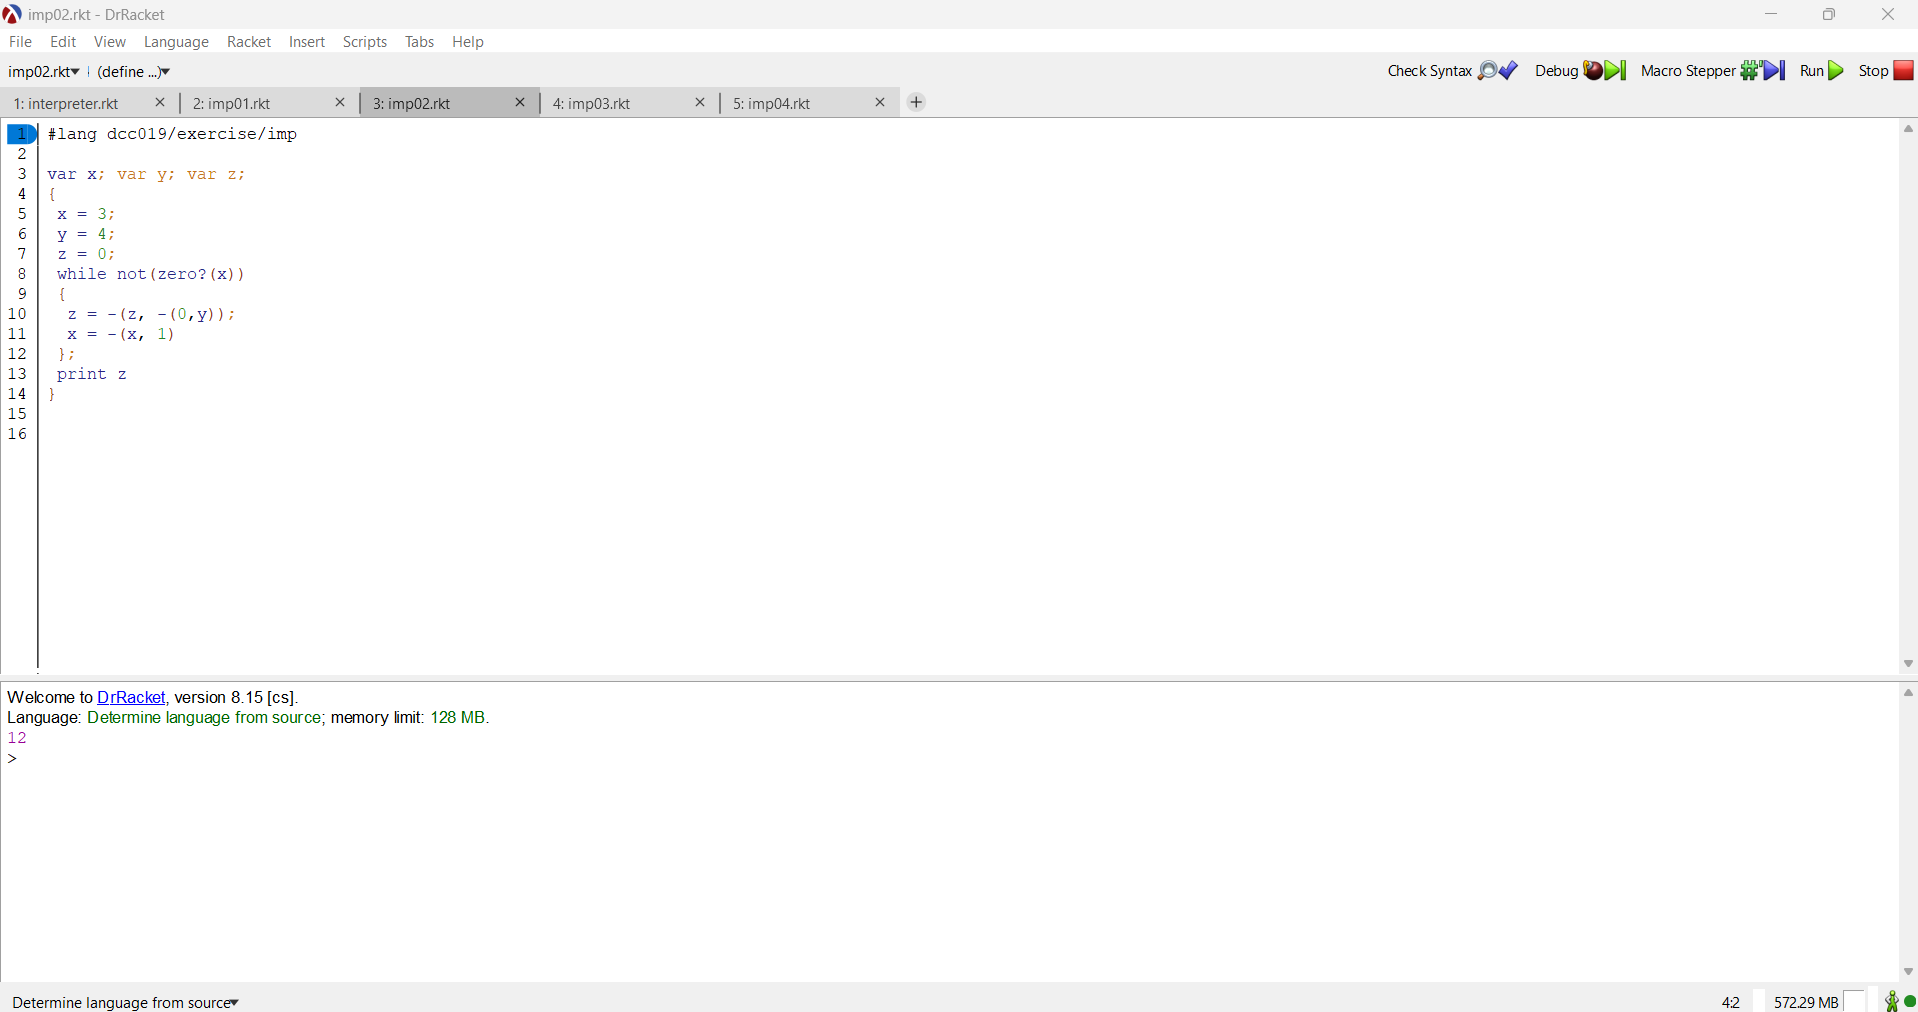 imp02.rkt - DrRacket
File Edit View Language Racket Insert Scripts Tabs Help
imp02.rkt (define ...) Check Syntax Debug Macro Stepper Run Stop
1: interpreter.rkt 2: imp01.rkt 3: imp02.rkt 4: imp03.rkt 5: imp04.rkt
1 #lang dcc019/exercise/imp
2
3 var x; var y; var z;
4 {
5 x = 3;
6 y = 4;
7 z = 0;
8 while not(zero?(x))
9 {
10 z = -(z, -(0,y));
11 x = -(x, 1)
12 };
13 print z
14 }
15
16
Welcome to DrRacket, version 8.15 [cs].
Language: Determine language from source; memory limit: 128 MB.
12
>
Determine language from source 4:2 572.29 MB